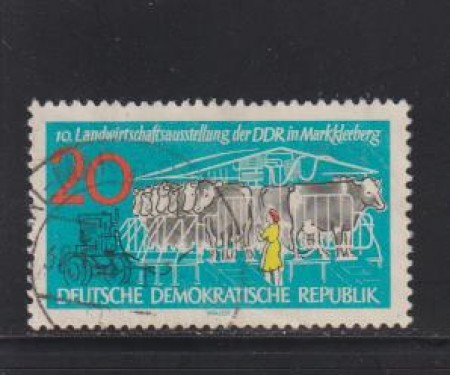 10. Landwirtschaftsausstellung der DDR in Markkleeberg
20
DEUTSCHE DEMOKRATISCHE REPUBLIK